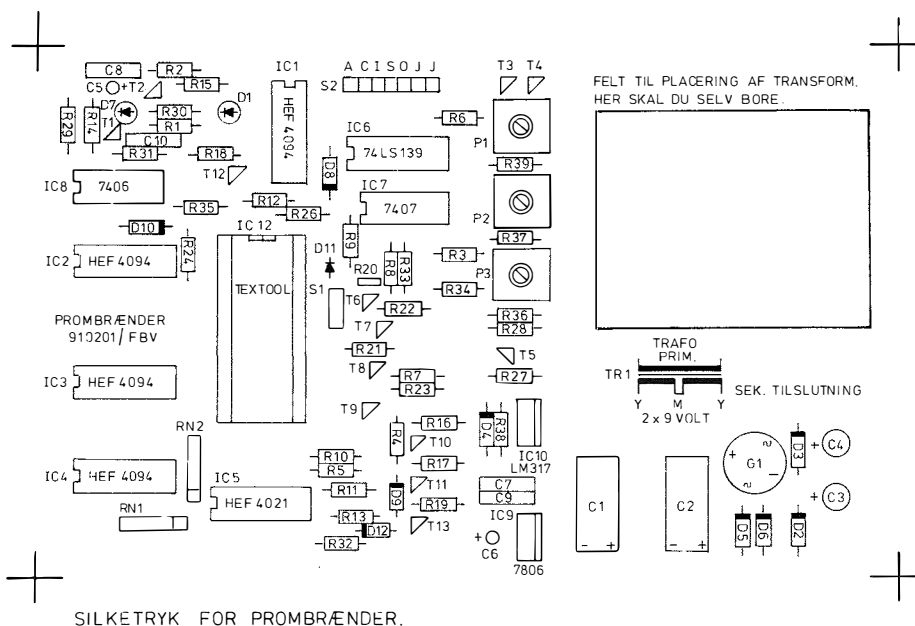 C8
R2
C5
+
T2
R15
IC1
A C I S O J J
S2
T3
T4
FELT TIL PLACERING AF TRANSFORM.
HER SKAL DU SELV BORE.
D7
R30
D1
R29
R14
T1
R1
HEF 4094
R6
C10
IC6
P1
R31
R18
74LS139
R39
T12
D8
IC8
7406
IC7
R12
7407
R35
R26
P2
D10
IC12
R37
D11
R9
IC2
HEF 4094
R24
R8
R33
R3
P3
R20
TEXTOOL
S1
R34
T6
R22
PROMBRÆNDER
910201/FBV
T7
R36
R28
R21
T5
TRAFO
PRIM.
T8
IC3
HEF 4094
R7
R27
TR1
R23
SEK. TILSLUTNING
Y M Y
2 x 9 VOLT
T9
RN2
R16
R4
T10
D4
R38
IC10
LM317
D3
+
C4
R10
R17
G1
+
~
-
~
IC4
HEF 4094
R5
IC5
T11
C7
R11
D9
C9
+
C3
HEF 4021
R19
RN1
IC9
C1
C2
R13
D12
T13
R32
+
C6
- +
- +
D5
D6
D2
7806
SILKETRYK FOR PROMBRÆNDER.